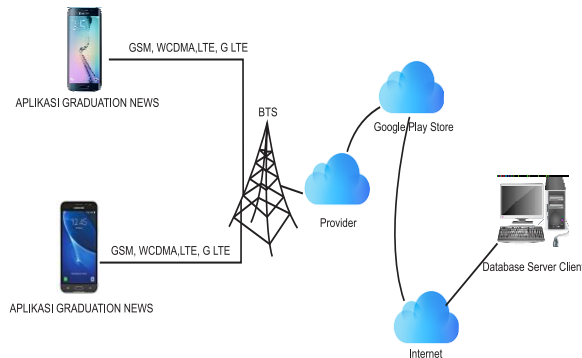 GSM, WCDMA,LTE, G LTE
APLIKASI GRADUATION NEWS
BTS
Google Play Store
Provider
GSM, WCDMA,LTE, G LTE
APLIKASI GRADUATION NEWS
Database Server Client
Internet